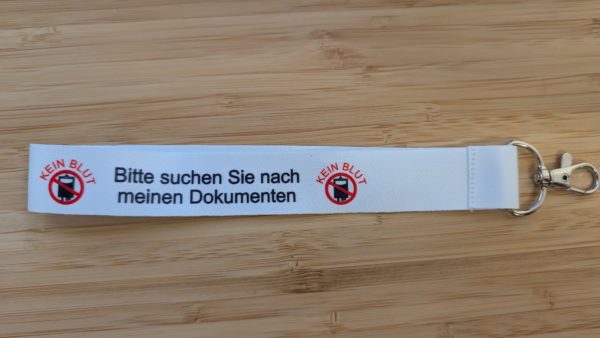 KEIN BLUT
Bitte suchen Sie nach
meinen Dokumenten
KEIN BLUT